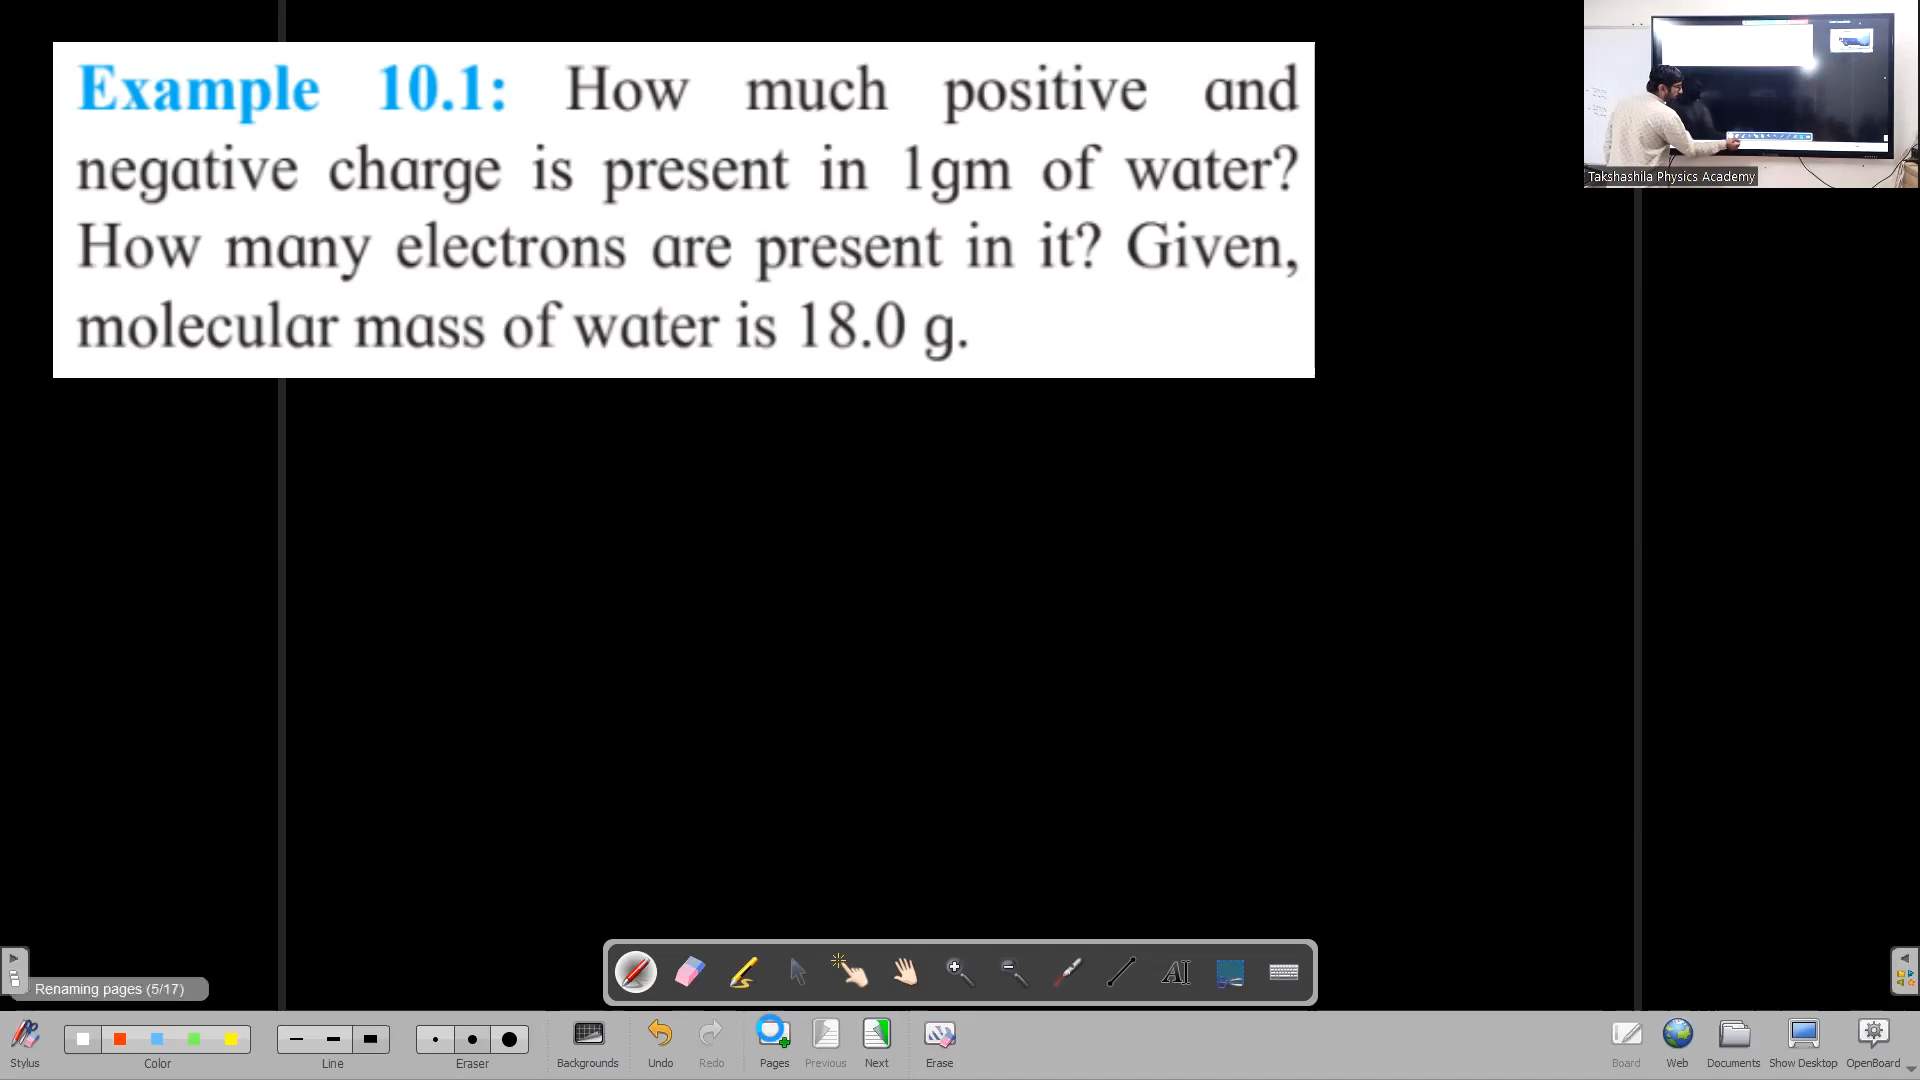 Example 10.1: How much positive and
negative charge is present in 1gm of water?
How many electrons are present in it? Given,
molecular mass of water is 18.0 g.
Takshashila Physics Academy
Renaming pages (5/17)
Stylus
Color
Line
Eraser
Backgrounds
Undo
Redo
Pages
Previous
Next
Erase
Board
Web
Documents
Show Desktop
OpenBoard